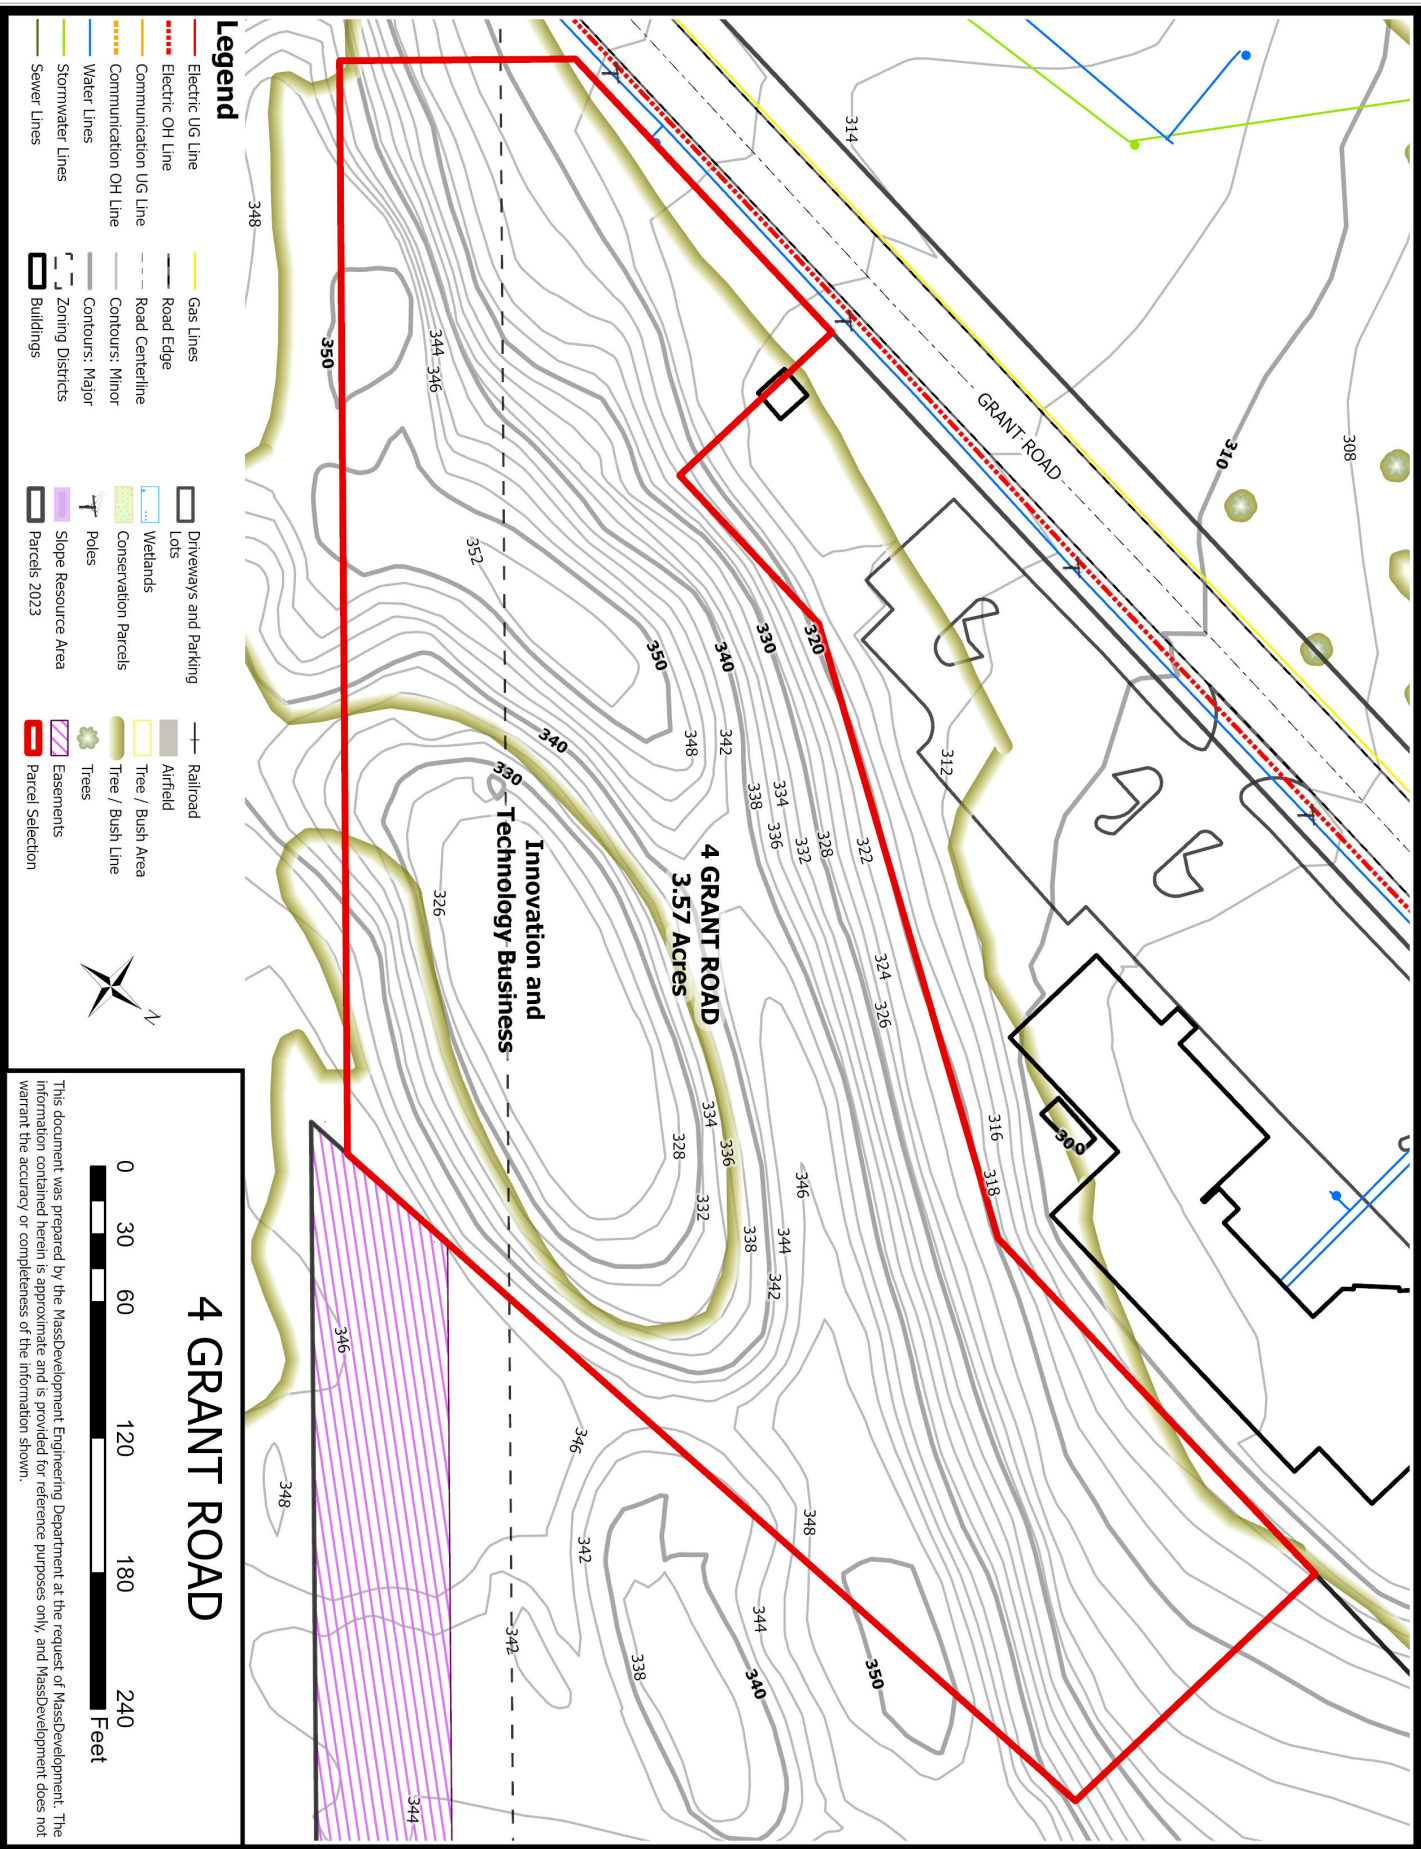 314
GRANT ROAD
310
308
348
350
344
346
352
350
340
330
320
348
342
340
330
338
334
336
332
328
322
312
326
324
326
4 GRANT ROAD
3.57 Acres
Innovation and
Technology Business
316
318
300
334
336
328
332
338
346
344
342
346
348
346
342
348
344
342
338
340
350
344
Legend
Electric UG Line
Electric OH Line
Communication UG Line
Communication OH Line
Water Lines
Stormwater Lines
Sewer Lines
Gas Lines
Road Edge
Road Centerline
Contours: Minor
Contours: Major
Zoning Districts
Buildings
Driveways and Parking
Lots
Wetlands
Conservation Parcels
Poles
Slope Resource Area
Parcels 2023
Railroad
Airfield
Tree / Bush Area
Tree / Bush Line
Trees
Easements
Parcel Selection
N
4 GRANT ROAD
0 30 60 120 180 240
Feet
This document was prepared by the MassDevelopment Engineering Department at the request of MassDevelopment. The
information contained herein is approximate and is provided for reference purposes only, and MassDevelopment does not
warrant the accuracy or completeness of the information shown.